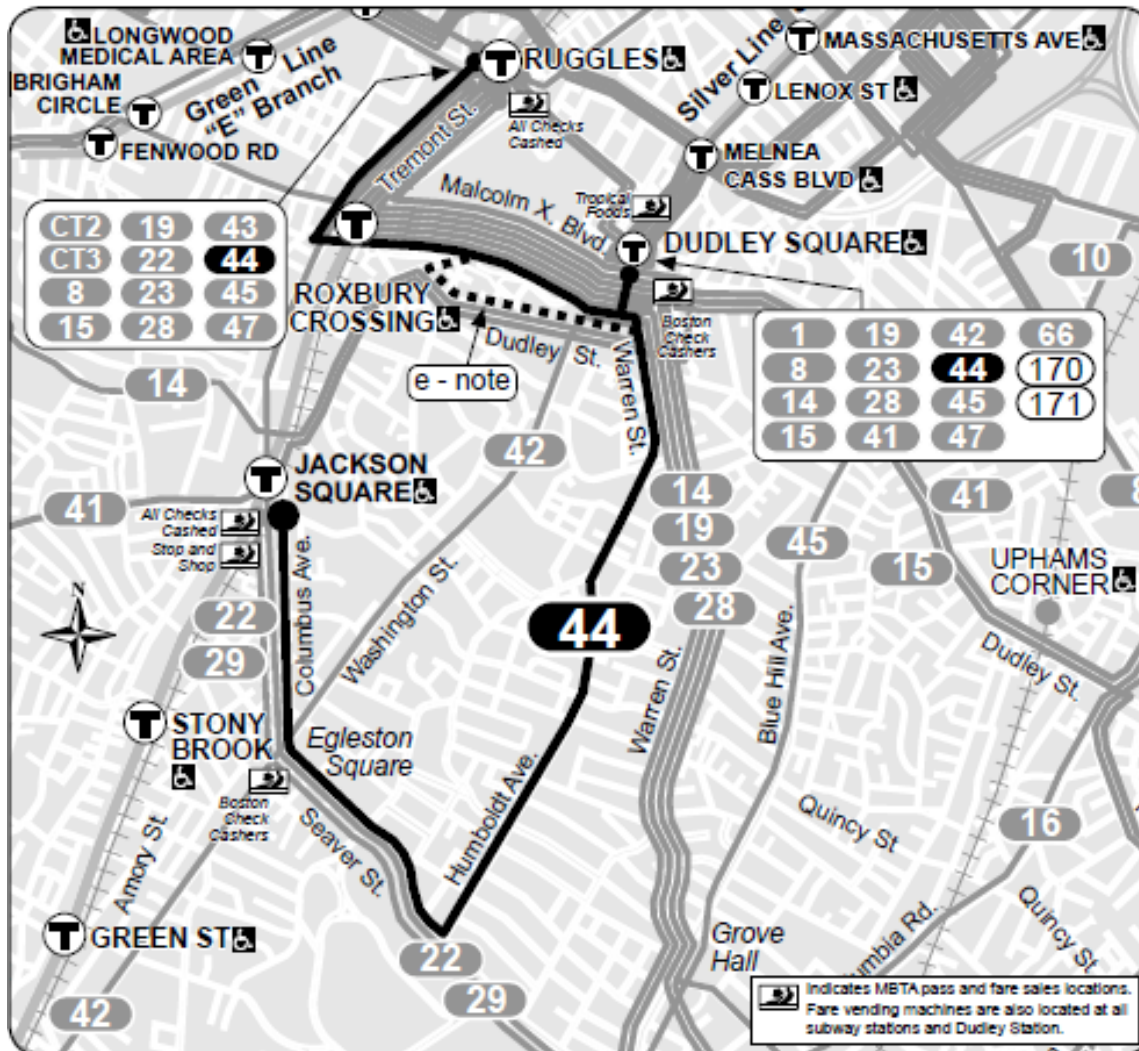 LONGWOOD
MEDICAL AREA
BRIGHAM
CIRCLE
FENWOOD RD
Green Line
"E" Branch
T
RUGGLES
All Checks
Cashed
Tremont St.
Silver Line
MASSACHUSETTS AVE
LENOX ST
MELNEA
CASS BLVD
Malcolm X. Blvd.
Tropical
Foods
DUDLEY SQUARE
CT2 19 43
CT3 22 44
8 23 45
15 28 47
ROXBURY
CROSSING
Dudley St.
e - note
Boston
Check
Cashers
Warren St.
10
1 19 42 66
8 23 44 170
14 28 45 171
15 41 47
14
42
JACKSON
SQUARE
41
All Checks
Cashed
Stop and
Shop
14
19
23
28
45
41
15
UPHAMS
CORNER
N
22
29
Columbus Ave.
Washington St.
44
Warren St.
Blue Hill Ave.
Dudley St.
STONY
BROOK
Egleston
Square
Boston
Check
Cashers
Seaver St.
Humboldt Ave.
Quincy St
16
Amory St.
GREEN ST
42
22
29
Grove
Hall
umbia Rd.
Quincy St.
Indicates MBTA pass and fare sales locations.
Fare vending machines are also located at all
subway stations and Dudley Station.